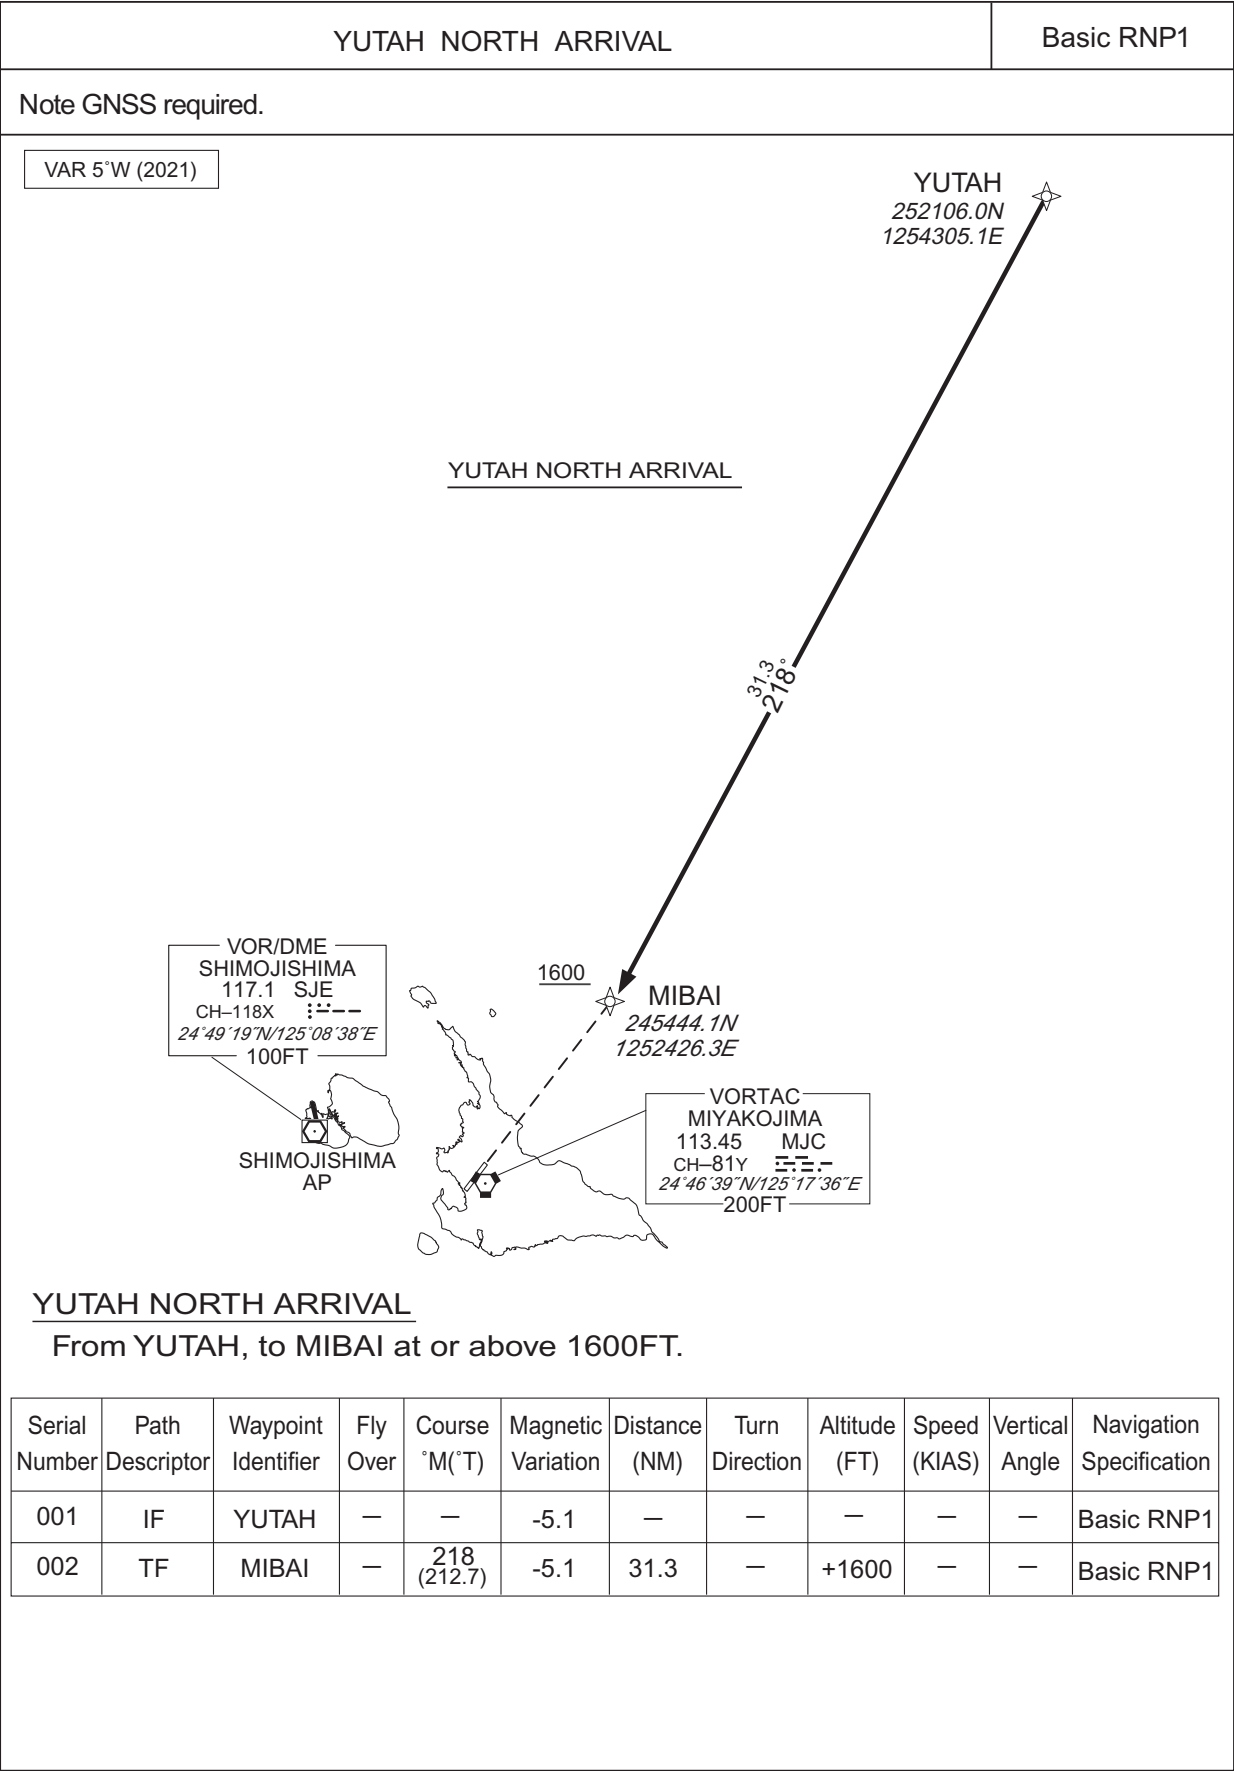 YUTAH NORTH ARRIVAL
Basic RNP1
Note GNSS required.
VAR 5˚W (2021)
YUTAH
252106.0N
1254305.1E
YUTAH NORTH ARRIVAL
31.3
218˚
VOR/DME
SHIMOJISHIMA
117.1 SJE
CH–118X
24˚49´19˝N/125˚08´38˝E
100FT
1600
MIBAI
245444.1N
1252426.3E
VORTAC
MIYAKOJIMA
113.45 MJC
CH–81Y
24˚46´39˝N/125˚17´36˝E
200FT
SHIMOJISHIMA
AP
YUTAH NORTH ARRIVAL
From YUTAH, to MIBAI at or above 1600FT.
Serial Number Path Descriptor Waypoint Identifier Fly Over Course ˚M(˚T) Magnetic Variation Distance (NM) Turn Direction Altitude (FT) Speed (KIAS) Vertical Angle Navigation Specification
001 IF YUTAH — — -5.1 — — — — — Basic RNP1
002 TF MIBAI — 218 (212.7) -5.1 31.3 — +1600 — — Basic RNP1